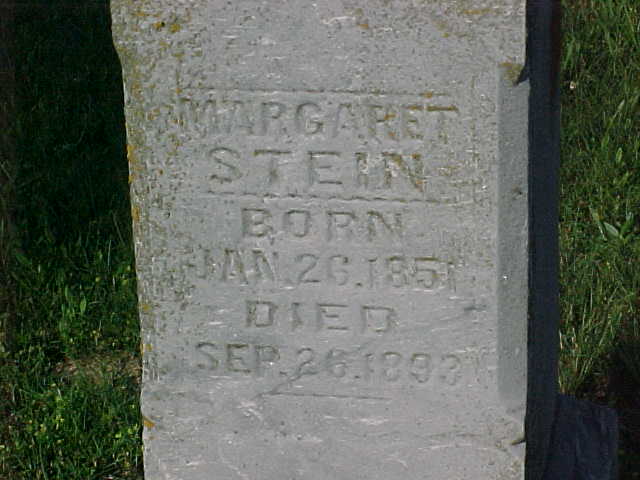 MARGARET
STEIN
BORN
JAN. 26. 1851
DIED
SEP. 26. 1893